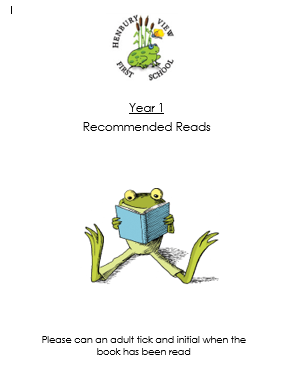 HENBURY VIEW
FIRST SCHOOL
Year 1
Recommended Reads
Please can an adult tick and initial when the
book has been read